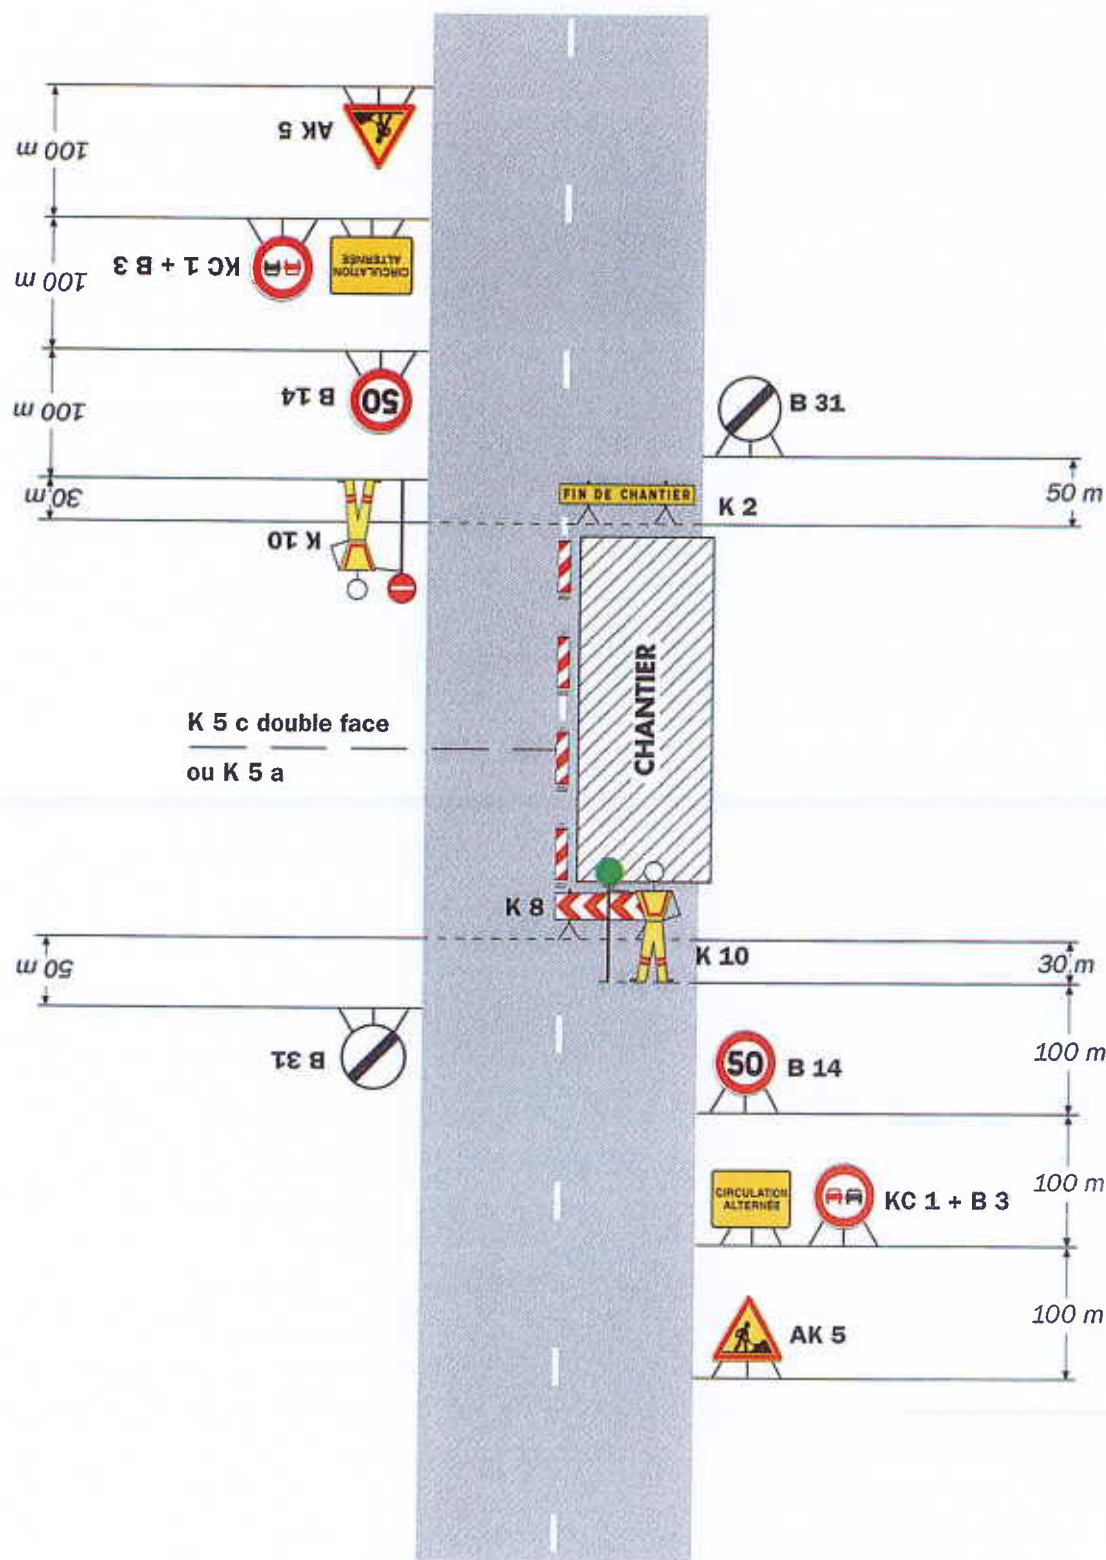 AK 5
100 m
KC 1 + B 3
CIRCULATION
ALTERNÉE
100 m
B 14
50
100 m
B 31
FIN DE CHANTIER
K 2
50 m
30 m
K 10
CHANTIER
K 5 c double face
ou K 5 a
K 8
K 10
30 m
50 m
B 31
50
B 14
100 m
CIRCULATION
ALTERNÉE
KC 1 + B 3
100 m
AK 5
100 m